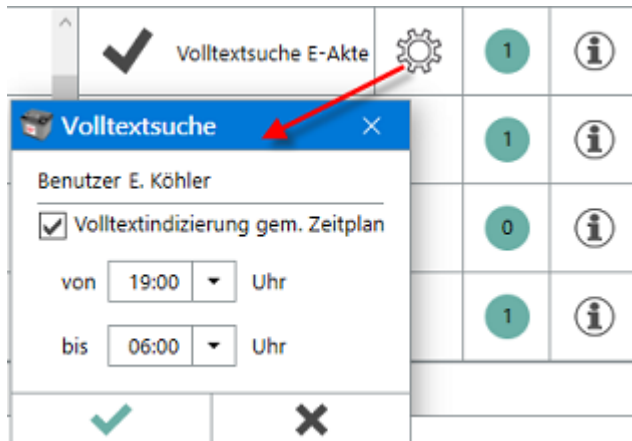 Volltextsuche E-Akte 1
Volltextsuche
1
Benutzer E. Köhler
Volltextindizierung gem. Zeitplan
0
von 19:00 Uhr
1
bis 06:00 Uhr